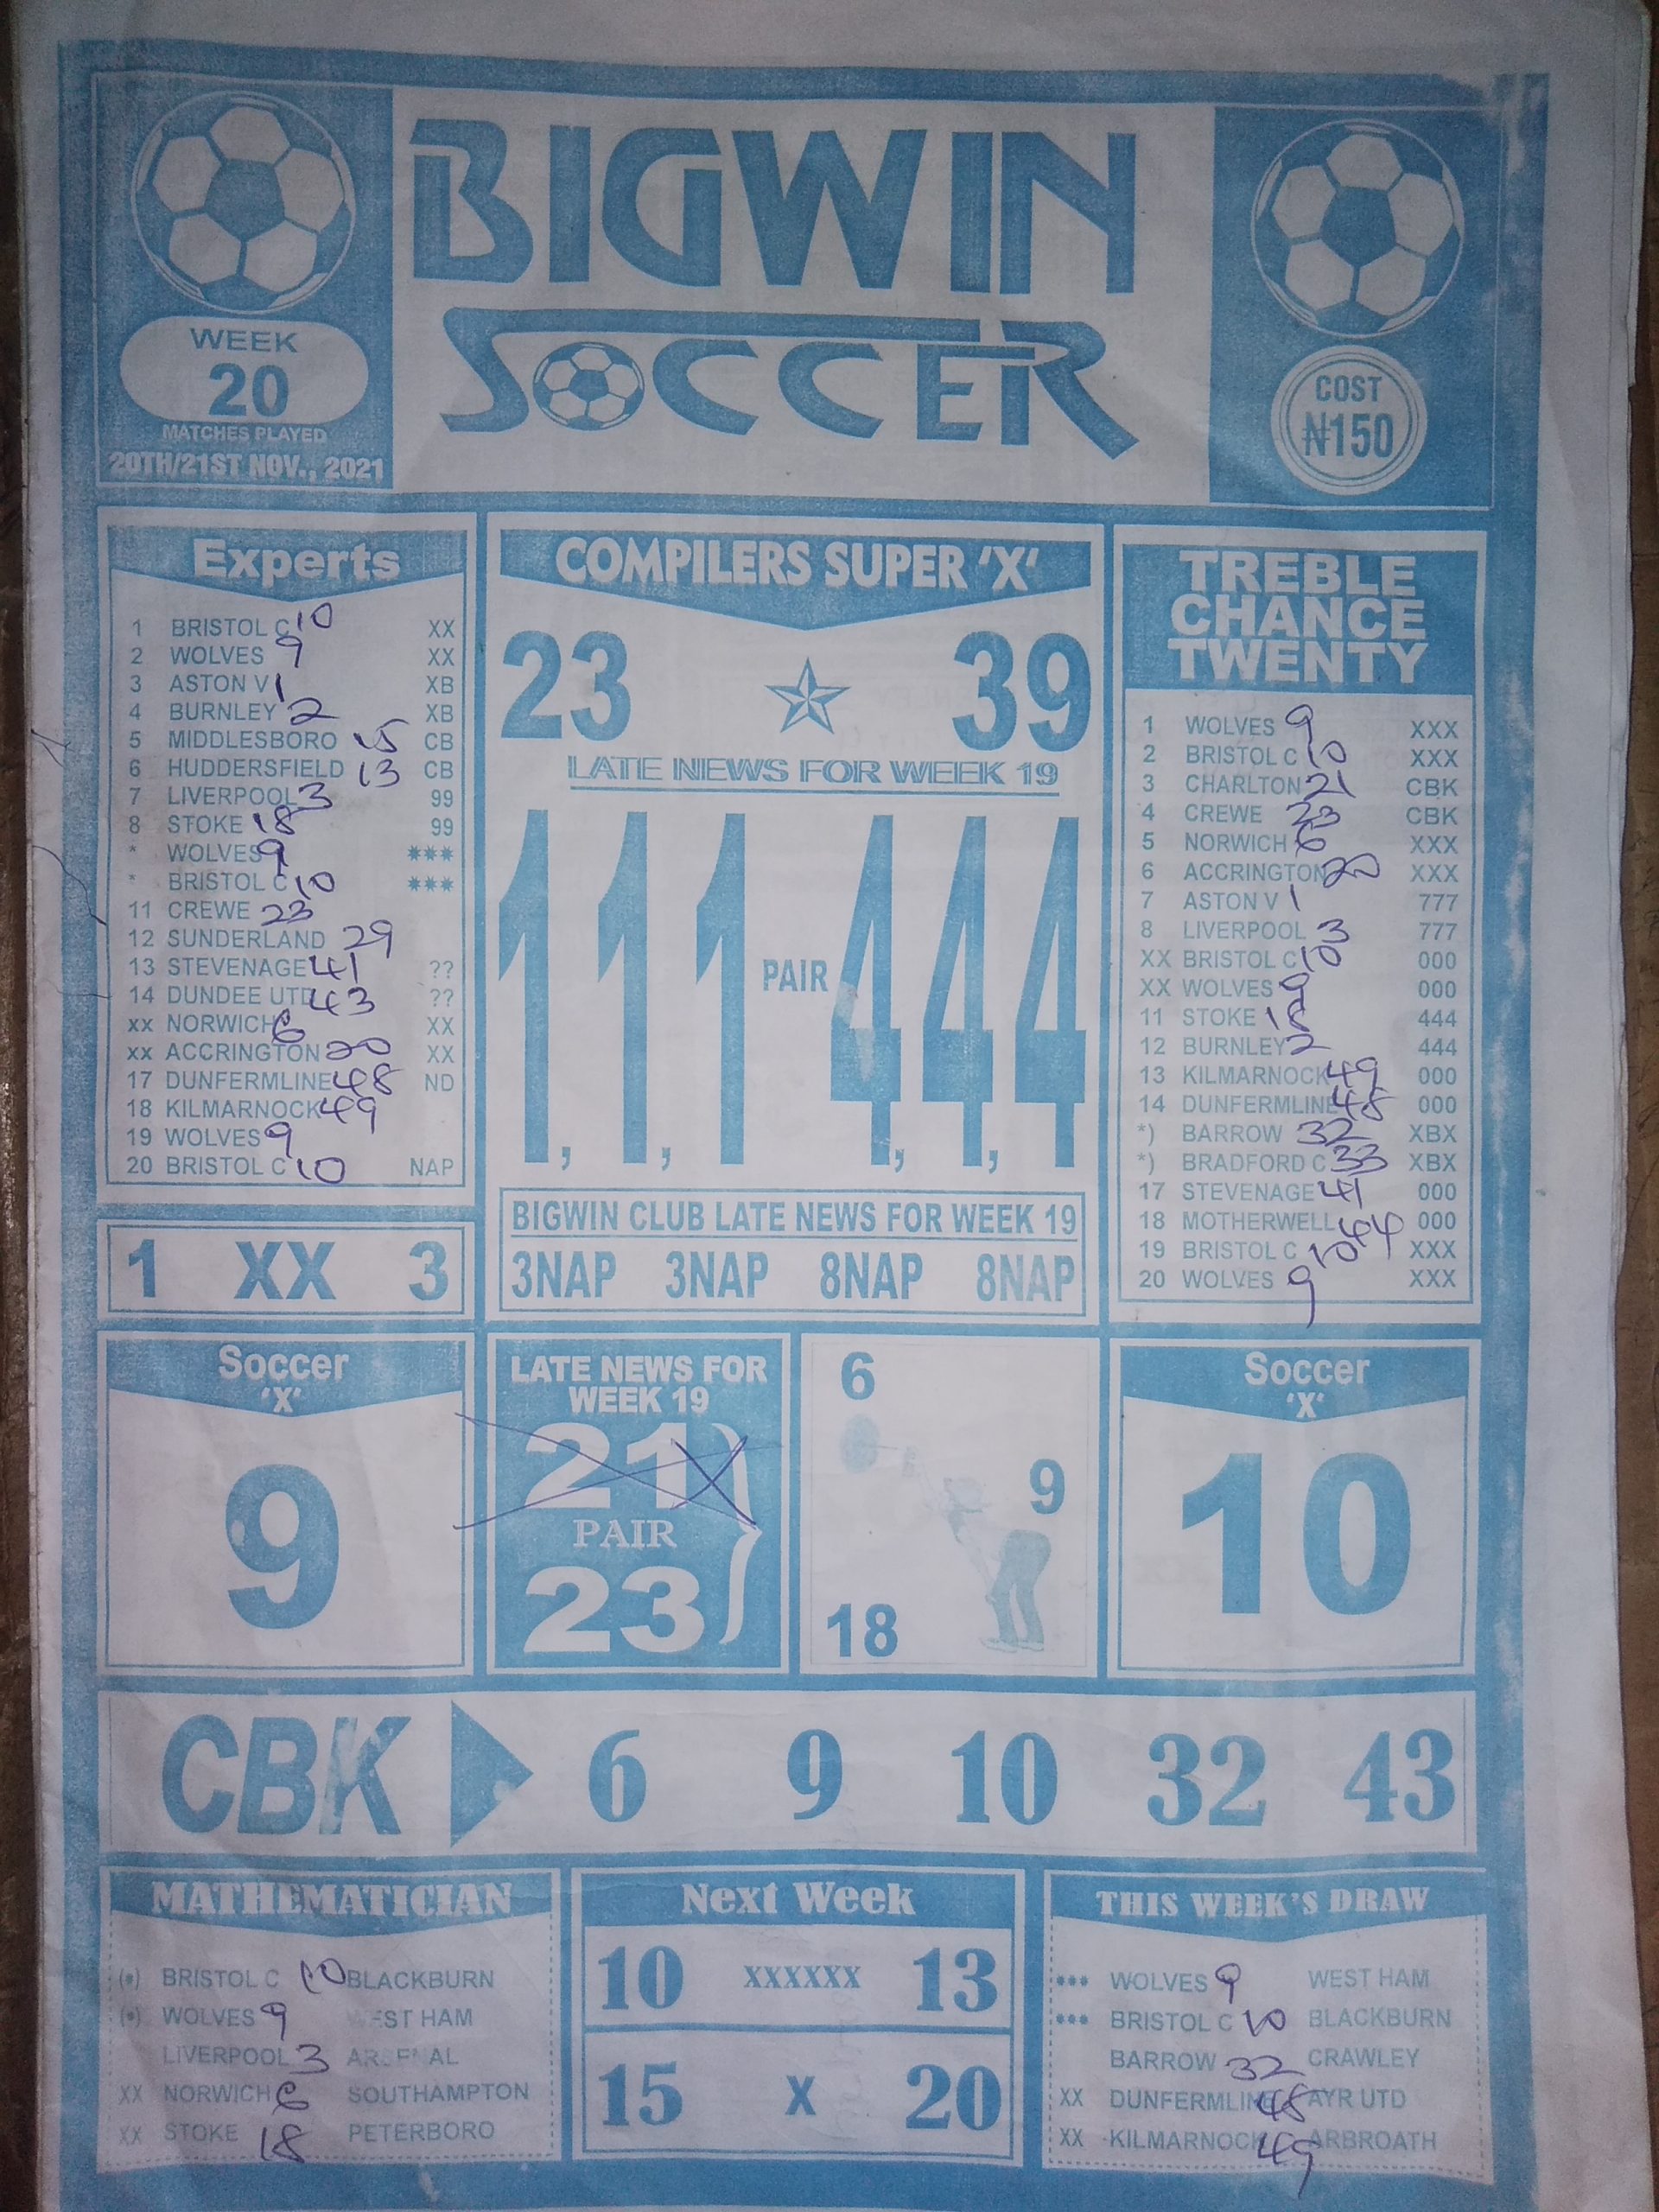 BIGWIN
SOCCER
WEEK
20
MATCHES PLAYED
20TH/21ST NOV., 2021
COST
₦150
Experts
1 BRISTOL C 10 XX
2 WOLVES 9 XX
3 ASTON V 1 XB
4 BURNLEY 2 XB
5 MIDDLESBORO 15 CB
6 HUDDERSFIELD 13 CB
7 LIVERPOOL 3 99
8 STOKE 18 99
* WOLVES 9 ***
* BRISTOL C 10 ***
11 CREWE 23
12 SUNDERLAND 29
13 STEVENAGE 41 ??
14 DUNDEE UTD 43 ??
xx NORWICH 6 XX
xx ACCRINGTON 20 XX
17 DUNFERMLINE 48 ND
18 KILMARNOCK 49
19 WOLVES 9
20 BRISTOL C 10 NAP
1 XX 3
COMPILERS SUPER 'X'
23 39
LATE NEWS FOR WEEK 19
1, 1, 1 PAIR 4, 4, 4
BIGWIN CLUB LATE NEWS FOR WEEK 19
3NAP 3NAP 8NAP 8NAP
TREBLE
CHANCE
TWENTY
1 WOLVES 9 XXX
2 BRISTOL C 10 XXX
3 CHARLTON 21 CBK
4 CREWE 23 CBK
5 NORWICH 6 XXX
6 ACCRINGTON 20 XXX
7 ASTON V 1 777
8 LIVERPOOL 3 777
XX BRISTOL C 10 000
XX WOLVES 9 000
11 STOKE 18 444
12 BURNLEY 2 444
13 KILMARNOCK 49 000
14 DUNFERMLINE 48 000
*) BARROW 32 XBX
*) BRADFORD C 33 XBX
17 STEVENAGE 41 000
18 MOTHERWELL 44 000
19 BRISTOL C 10 XXX
20 WOLVES 9 XXX
Soccer
'X'
9
LATE NEWS FOR
WEEK 19
21 X
PAIR
23
6
9
18
Soccer
'X'
10
CBK 6 9 10 32 43
MATHEMATICIAN
(*) BRISTOL C 10 BLACKBURN
(*) WOLVES 9 WEST HAM
LIVERPOOL 3 ARSENAL
XX NORWICH 6 SOUTHAMPTON
XX STOKE 18 PETERBORO
Next Week
10 XXXXXX 13
15 X 20
THIS WEEK'S DRAW
*** WOLVES 9 WEST HAM
*** BRISTOL C 10 BLACKBURN
BARROW 32 CRAWLEY
XX DUNFERMLINE 48 AYR UTD
XX KILMARNOCK 49 ARBROATH